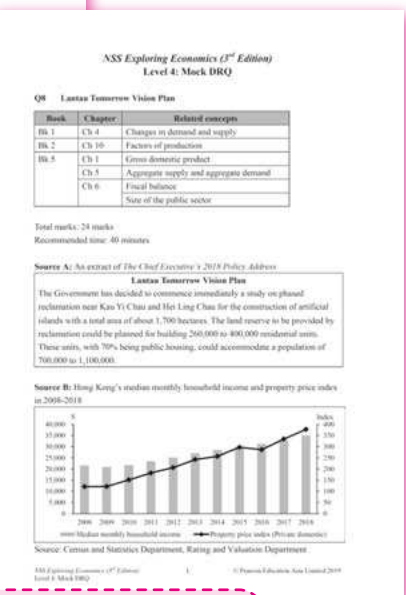 NSS Exploring Economics (3rd Edition)
Level 4: Mock DRQ
Q8 Lantau Tomorrow Vision Plan
Book Chapter Related concepts
Bk 1 Ch 4 Changes in demand and supply
Bk 2 Ch 10 Factors of production
Bk 5 Ch 1 Gross domestic product
Ch 5 Aggregate supply and aggregate demand
Ch 6 Fiscal balance
Size of the public sector
Total marks: 24 marks
Recommended time: 40 minutes
Source A: An extract of The Chief Executive's 2018 Policy Address
Lantau Tomorrow Vision Plan
The Government has decided to commence immediately a study on phased
reclamation near Kau Yi Chau and Hei Ling Chau for the construction of artificial
islands with a total area of about 1,700 hectares. The land reserve to be provided by
reclamation could be planned for building 260,000 to 400,000 residential units.
These units, with 70% being public housing, could accommodate a population of
700,000 to 1,100,000.
Source B: Hong Kong's median monthly household income and property price index
in 2008-2018
$ Index
40,000 400
35,000 350
30,000 300
25,000 250
20,000 200
15,000 150
10,000 100
5,000 50
0 0
2008 2009 2010 2011 2012 2013 2014 2015 2016 2017 2018
Median monthly household income Property price index (Private domestic)
Source: Census and Statistics Department, Rating and Valuation Department
NSS Exploring Economics (3rd Edition) 1 © Pearson Education Asia Limited 2019
Level 4: Mock DRQ